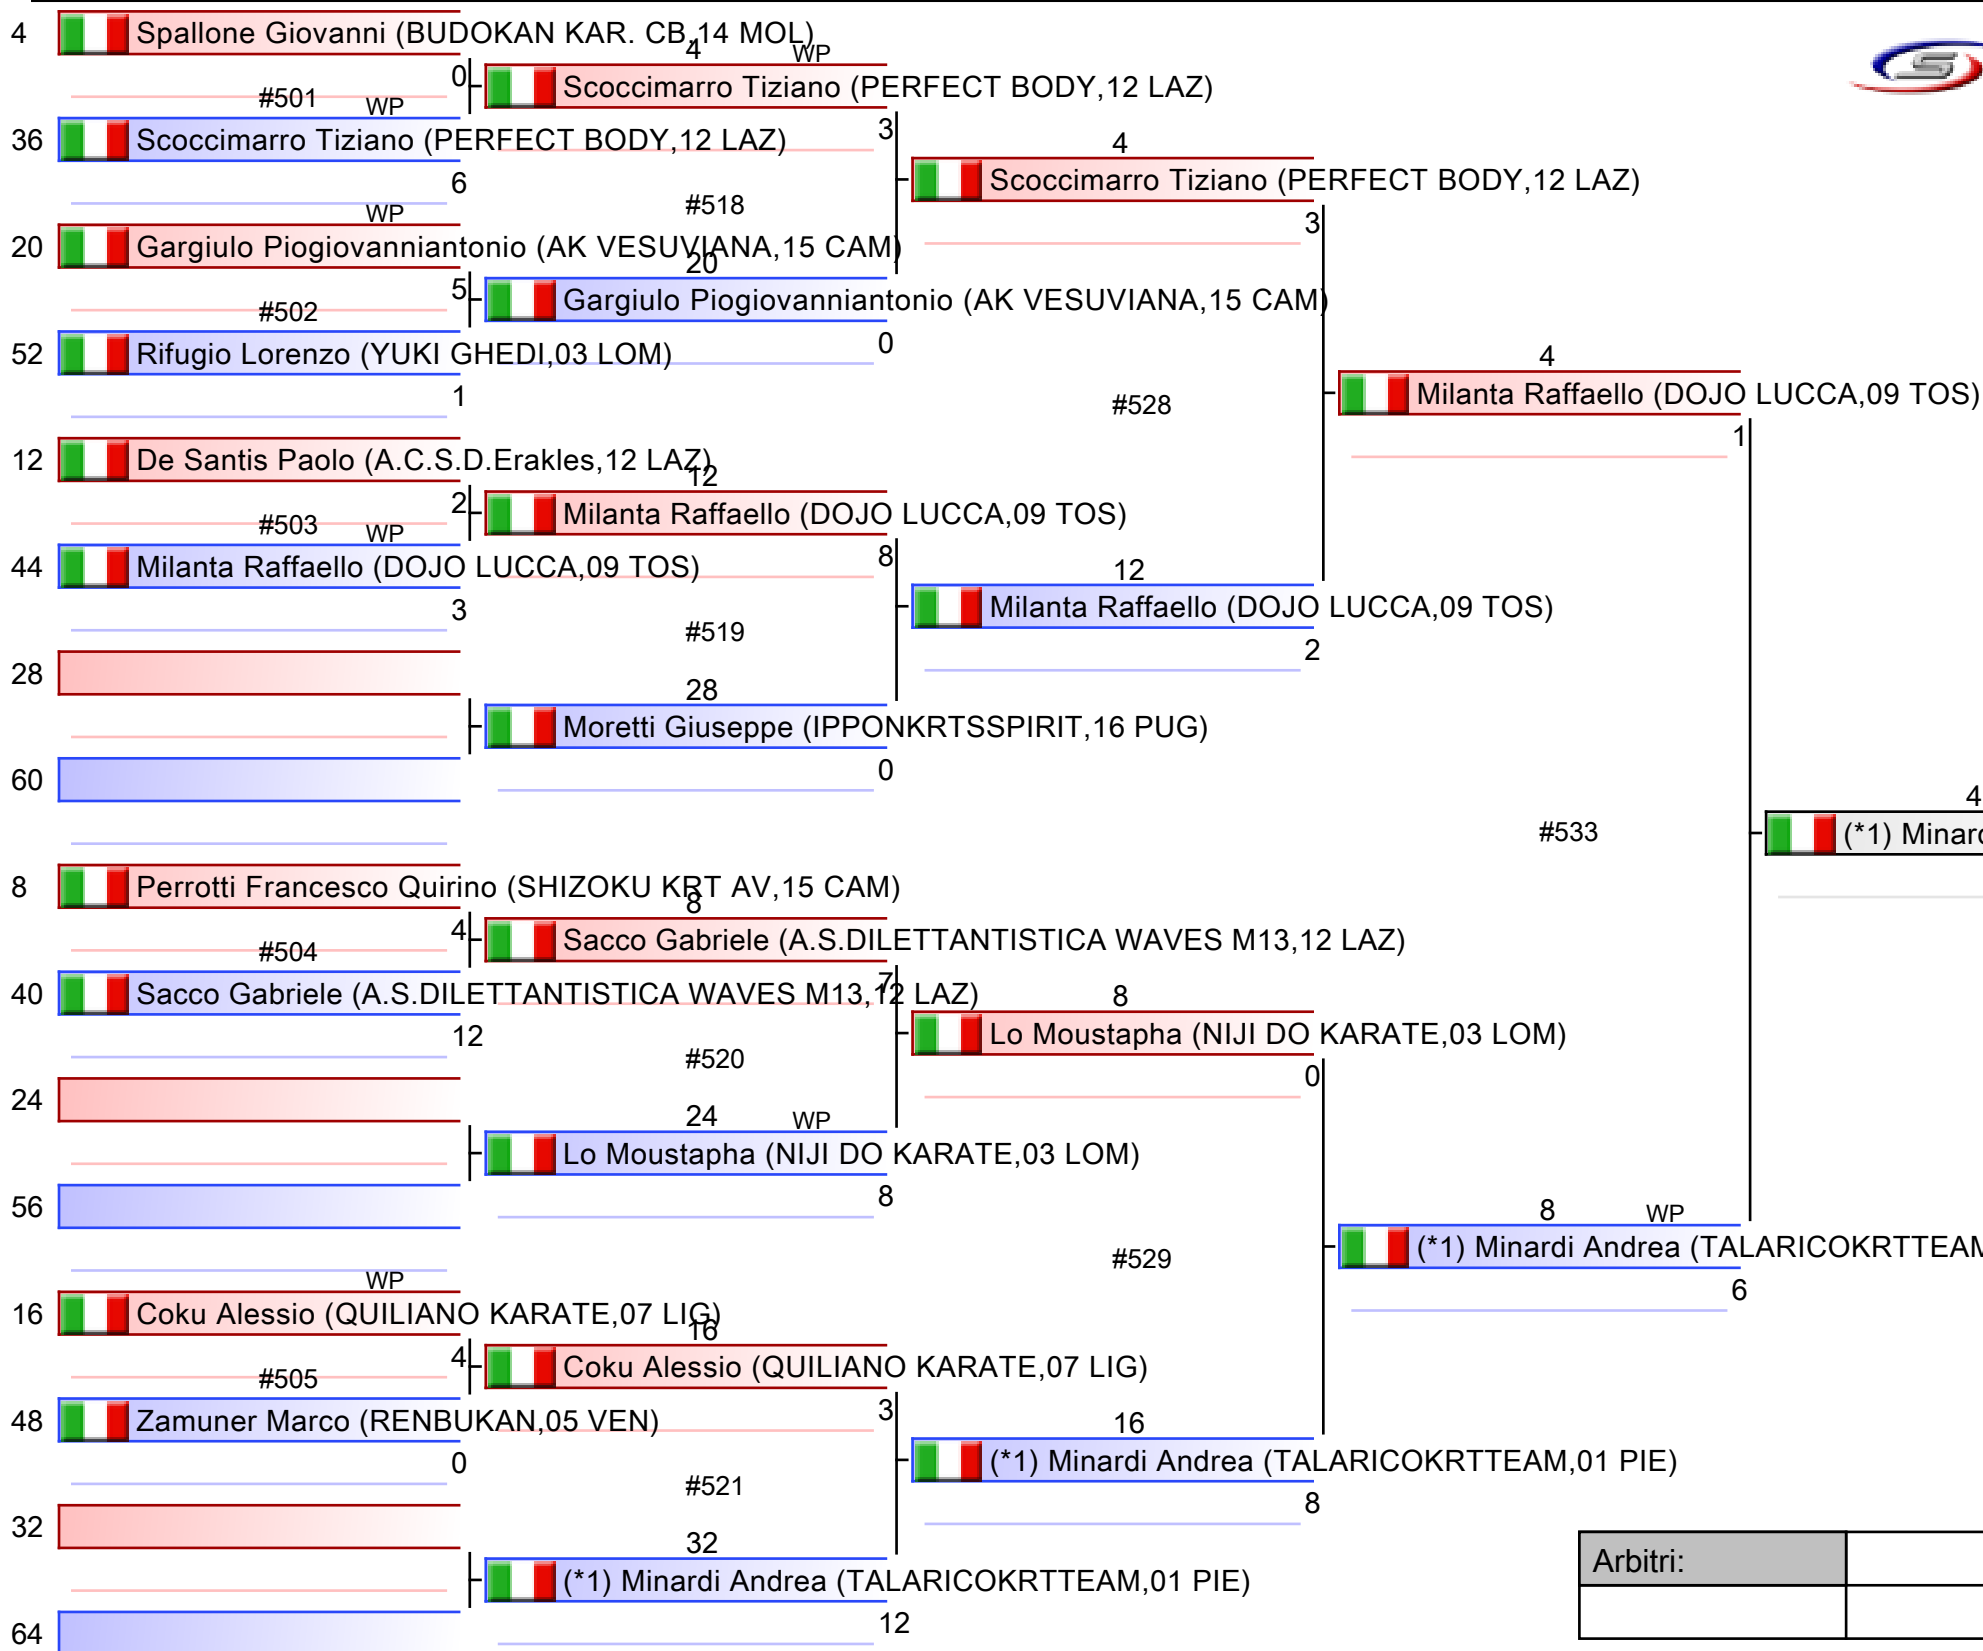 4 Spallone Giovanni (BUDOKAN KAR. CB,14 MOL)
4 WP
0 Scoccimarro Tiziano (PERFECT BODY,12 LAZ)
#501 WP
36 Scoccimarro Tiziano (PERFECT BODY,12 LAZ)
3
4
6
Scoccimarro Tiziano (PERFECT BODY,12 LAZ)
WP
#518
3
20 Gargiulo Piogiovanniantonio (AK VESUVIANA,15 CAM)
20
5 Gargiulo Piogiovanniantonio (AK VESUVIANA,15 CAM)
#502
0
52 Rifugio Lorenzo (YUKI GHEDI,03 LOM)
4
1
#528
Milanta Raffaello (DOJO LUCCA,09 TOS)
1
12 De Santis Paolo (A.C.S.D.Erakles,12 LAZ)
12
2 Milanta Raffaello (DOJO LUCCA,09 TOS)
#503 WP
8
44 Milanta Raffaello (DOJO LUCCA,09 TOS)
12
3
Milanta Raffaello (DOJO LUCCA,09 TOS)
#519
2
28
28
Moretti Giuseppe (IPPONKRTSSPIRIT,16 PUG)
0
60
4
#533
(*1) Minar
8 Perrotti Francesco Quirino (SHIZOKU KRT AV,15 CAM)
8
4 Sacco Gabriele (A.S.DILETTANTISTICA WAVES M13,12 LAZ)
#504
7
40 Sacco Gabriele (A.S.DILETTANTISTICA WAVES M13,12 LAZ)
8
12
Lo Moustapha (NIJI DO KARATE,03 LOM)
#520
0
24
24 WP
Lo Moustapha (NIJI DO KARATE,03 LOM)
8
56
8 WP
#529
(*1) Minardi Andrea (TALARICOKRTTEAM
WP
6
16 Coku Alessio (QUILIANO KARATE,07 LIG)
16
4 Coku Alessio (QUILIANO KARATE,07 LIG)
#505
3
48 Zamuner Marco (RENBUKAN,05 VEN)
16
0
(*1) Minardi Andrea (TALARICOKRTTEAM,01 PIE)
#521
8
32
32
(*1) Minardi Andrea (TALARICOKRTTEAM,01 PIE)
Arbitri:
12
64